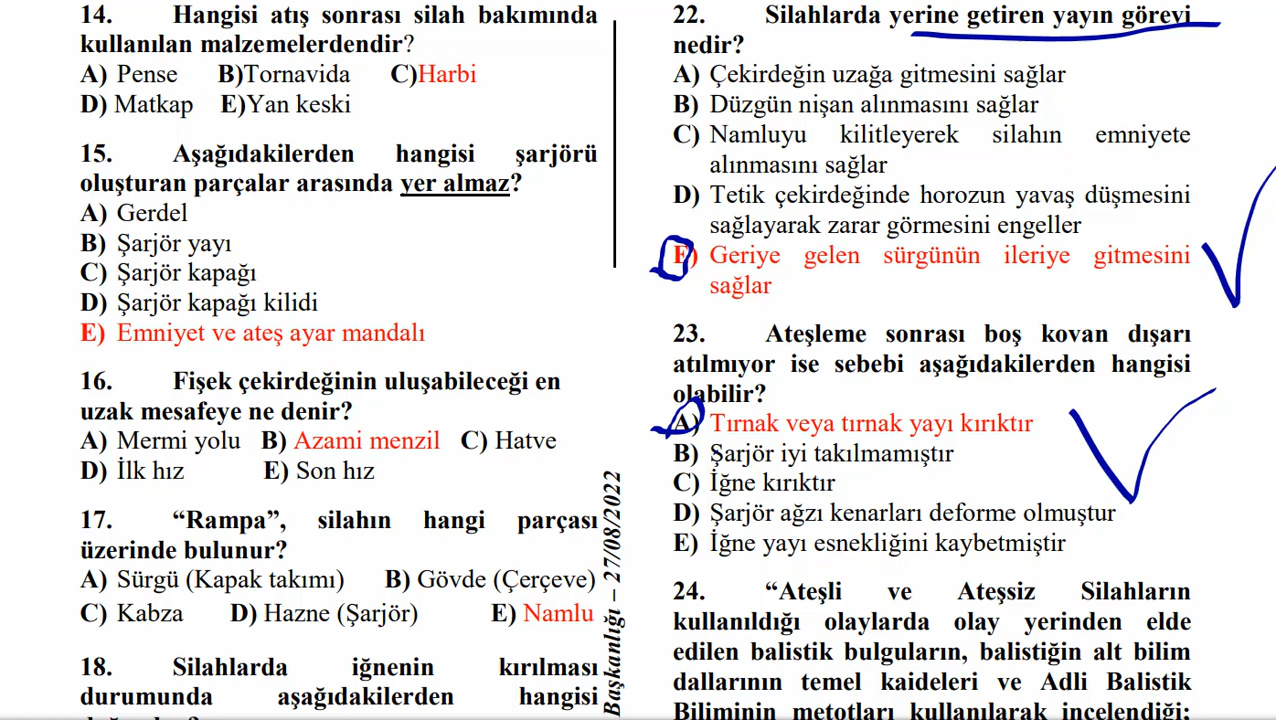 14. Hangisi atış sonrası silah bakımında
kullanılan malzemelerdendir?
A) Pense B)Tornavida C)Harbi
D) Matkap E)Yan keski
15. Aşağıdakilerden hangisi şarjörü
oluşturan parçalar arasında yer almaz?
A) Gerdel
B) Şarjör yayı
C) Şarjör kapağı
D) Şarjör kapağı kilidi
E) Emniyet ve ateş ayar mandalı
16. Fişek çekirdeğinin uluşabileceği en
uzak mesafeye ne denir?
A) Mermi yolu B) Azami menzil C) Hatve
D) İlk hız E) Son hız
17. “Rampa”, silahın hangi parçası
üzerinde bulunur?
A) Sürgü (Kapak takımı) B) Gövde (Çerçeve)
C) Kabza D) Hazne (Şarjör) E) Namlu
18. Silahlarda iğnenin kırılması
durumunda aşağıdakilerden hangisi
Başkanlığı – 27/08/2022
22. Silahlarda yerine getiren yayın görevi
nedir?
A) Çekirdeğin uzağa gitmesini sağlar
B) Düzgün nişan alınmasını sağlar
C) Namluyu kilitleyerek silahın emniyete
alınmasını sağlar
D) Tetik çekirdeğinde horozun yavaş düşmesini
sağlayarak zarar görmesini engeller
E) Geriye gelen sürgünün ileriye gitmesini
sağlar
23. Ateşleme sonrası boş kovan dışarı
atılmıyor ise sebebi aşağıdakilerden hangisi
olabilir?
A) Tırnak veya tırnak yayı kırıktır
B) Şarjör iyi takılmamıştır
C) İğne kırıktır
D) Şarjör ağzı kenarları deforme olmuştur
E) İğne yayı esnekliğini kaybetmiştir
24. “Ateşli ve Ateşsiz Silahların
kullanıldığı olaylarda olay yerinden elde
edilen balistik bulguların, balistiğin alt bilim
dallarının temel kaideleri ve Adli Balistik
Biliminin metotları kullanılarak incelendiği;